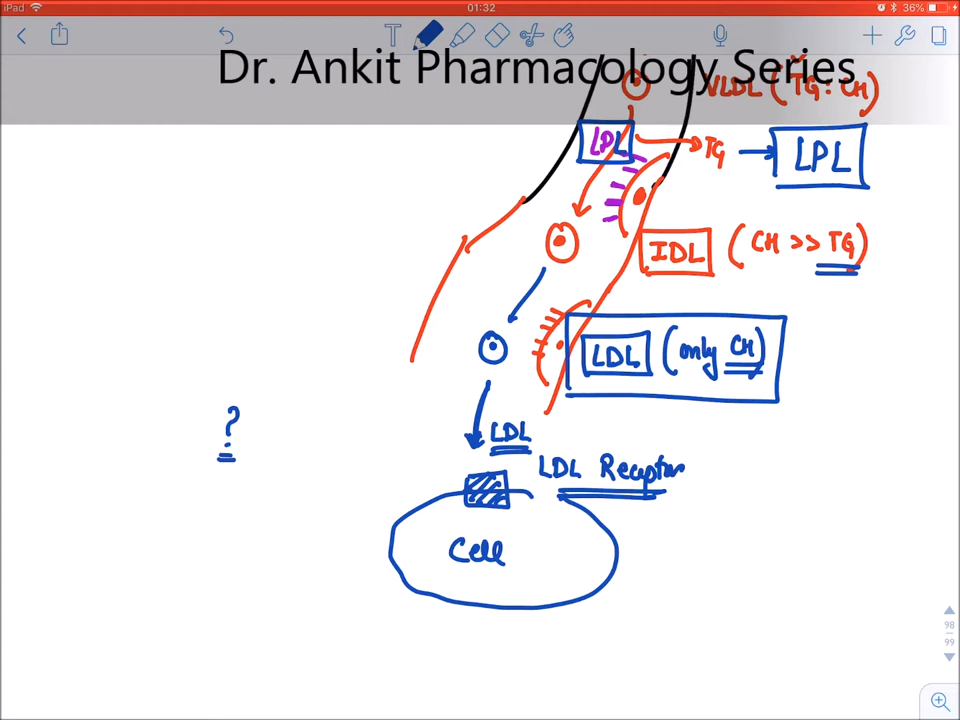 iPad 01:32 36%
T
Dr. Ankit Pharmacology Series
VLDL (TG : CH)
LPL TG LPL
IDL (CH >> TG)
LDL (only CH)
?
LDL
LDL Receptor
Cell
98
99